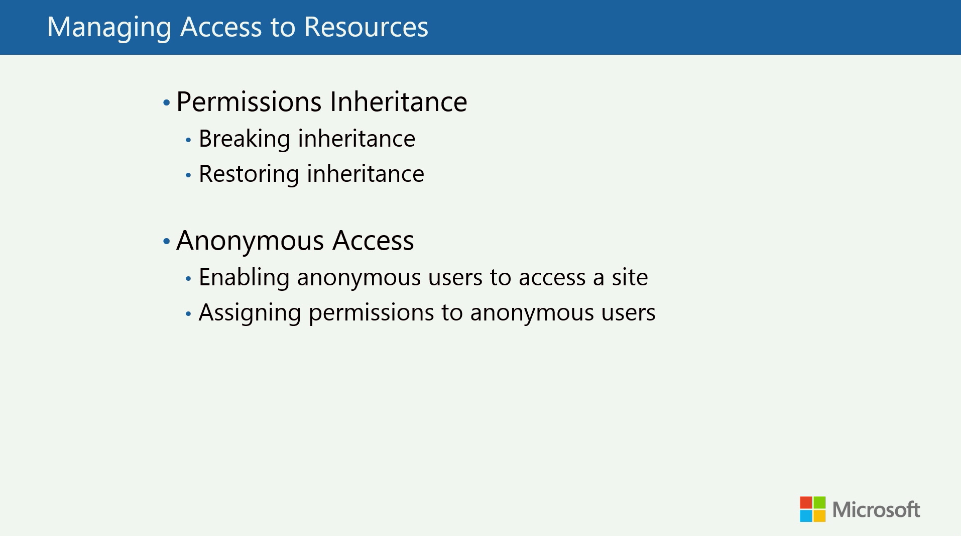 Managing Access to Resources
• Permissions Inheritance
• Breaking inheritance
• Restoring inheritance
• Anonymous Access
• Enabling anonymous users to access a site
• Assigning permissions to anonymous users
Microsoft